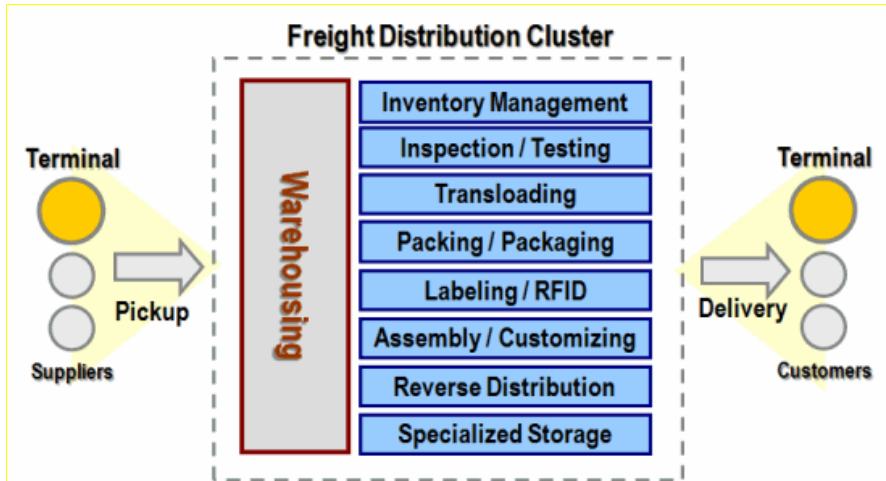 Freight Distribution Cluster
Terminal
Pickup
Suppliers
Warehousing
Inventory Management
Inspection / Testing
Transloading
Packing / Packaging
Labeling / RFID
Assembly / Customizing
Reverse Distribution
Specialized Storage
Terminal
Delivery
Customers